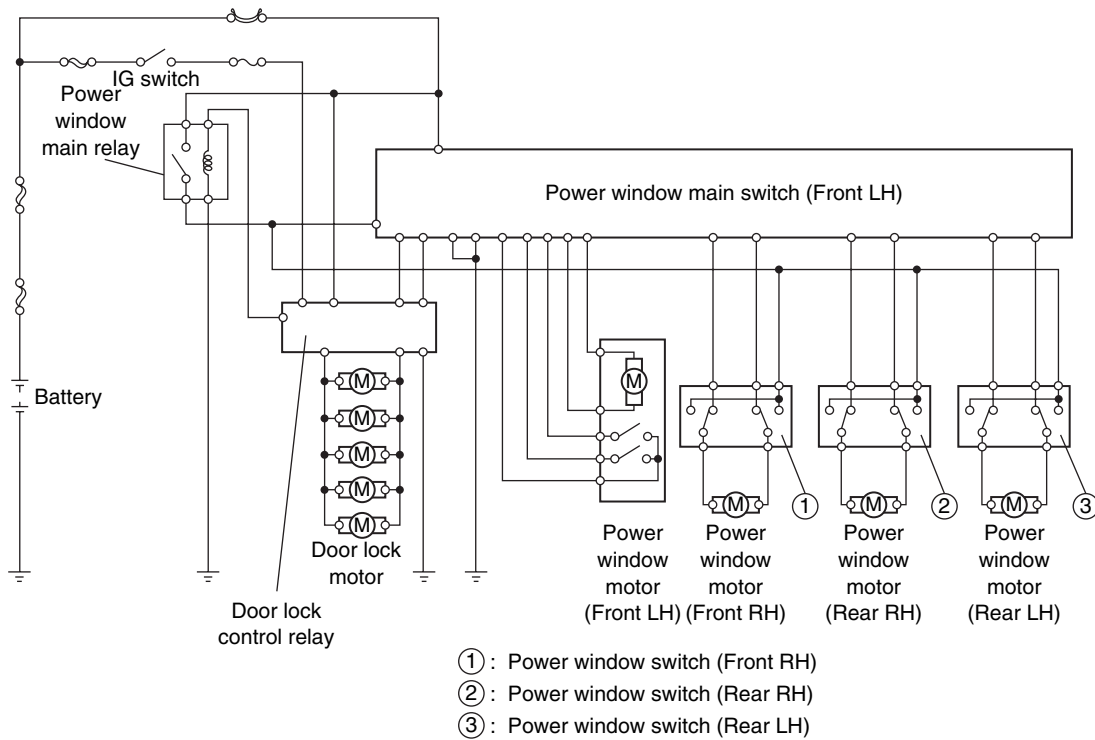 IG switch
Power
window
main relay
Power window main switch (Front LH)
Battery
M
M
M
M
M
M
M
M
M
1
2
3
Door lock
motor
Door lock
control relay
Power
window
motor
(Front LH)
Power
window
motor
(Front RH)
Power
window
motor
(Rear RH)
Power
window
motor
(Rear LH)
1 : Power window switch (Front RH)
2 : Power window switch (Rear RH)
3 : Power window switch (Rear LH)